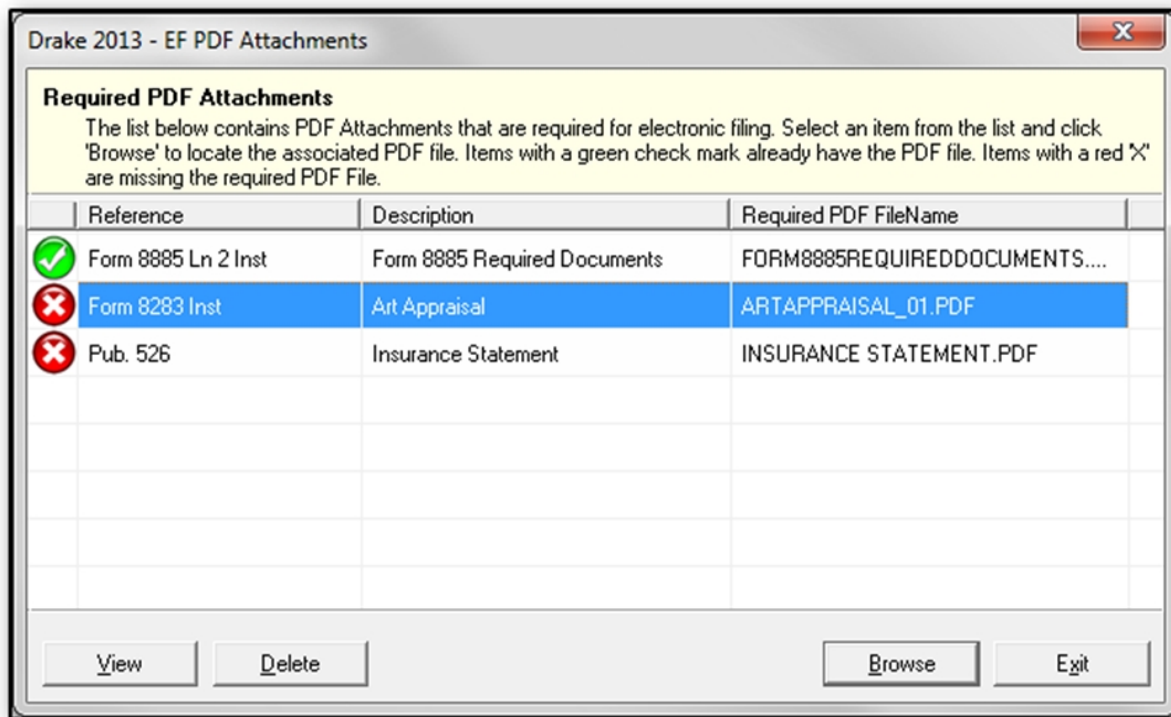 Drake 2013 - EF PDF Attachments
Required PDF Attachments
The list below contains PDF Attachments that are required for electronic filing. Select an item from the list and click
'Browse' to locate the associated PDF file. Items with a green check mark already have the PDF file. Items with a red 'X'
are missing the required PDF File.
Reference Description Required PDF FileName
Form 8885 Ln 2 Inst Form 8885 Required Documents FORM8885REQUIREDDOCUMENTS....
Form 8283 Inst Art Appraisal ARTAPPRAISAL_01.PDF
Pub. 526 Insurance Statement INSURANCE STATEMENT.PDF
View Delete Browse Exit